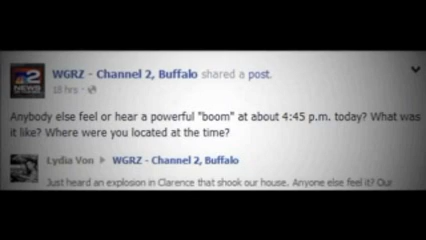 2
NEWS
WGRZ - Channel 2, Buffalo shared a post.
18 hrs ·
Anybody else feel or hear a powerful "boom" at about 4:45 p.m. today? What was
it like? Where were you located at the time?
Lydia Von ▶ WGRZ - Channel 2, Buffalo
Just heard an explosion in Clarence that shook our house. Anyone else feel it? Our